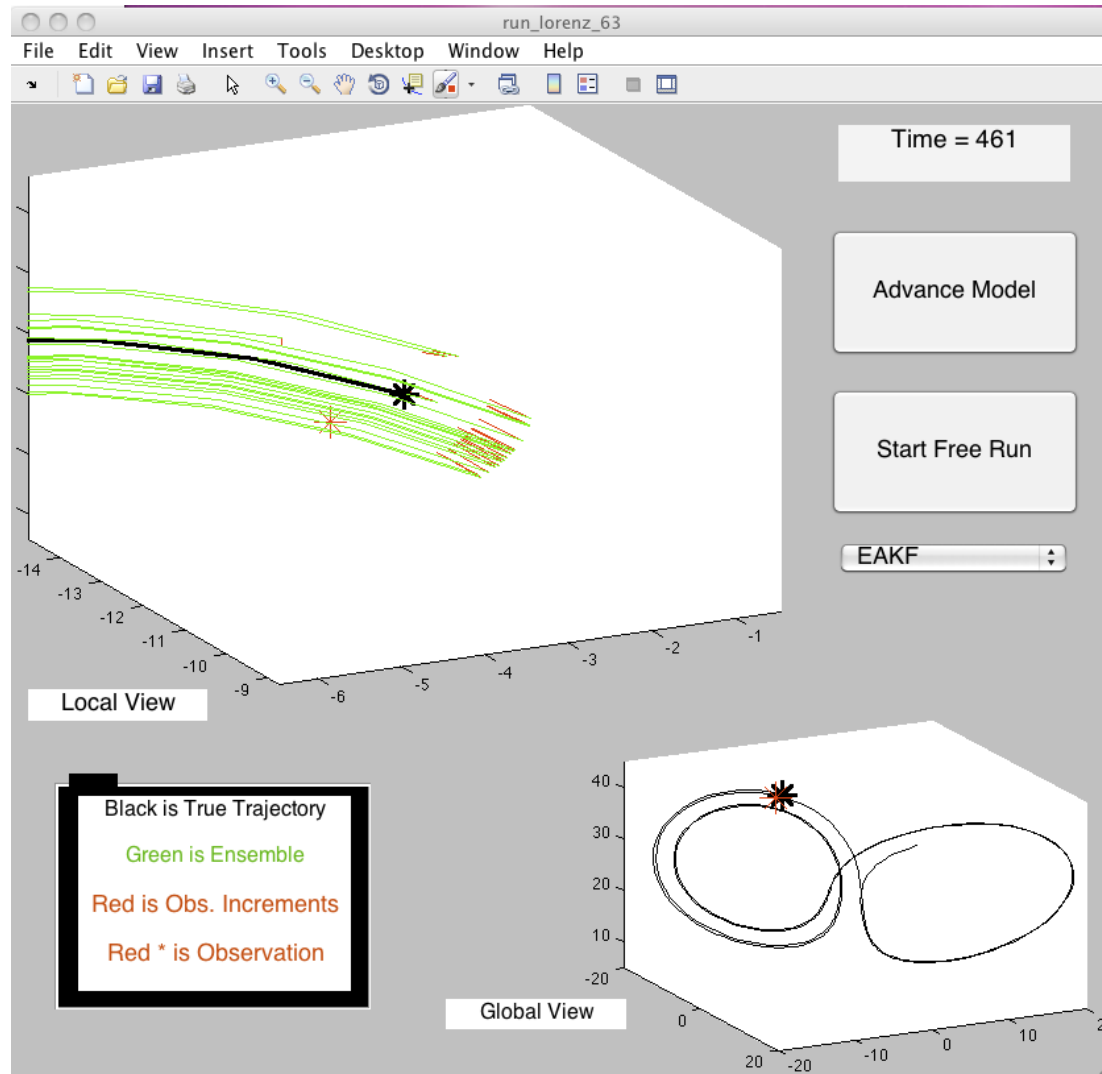 run_lorenz_63
File Edit View Insert Tools Desktop Window Help
Time = 461
Advance Model
Start Free Run
EAKF
-14
-13
-12
-11
-10
-9
-6
-5
-4
-3
-2
-1
Local View
Black is True Trajectory
Green is Ensemble
Red is Obs. Increments
Red * is Observation
40
30
20
10
-20
0
20
-20
-10
0
10
2
Global View